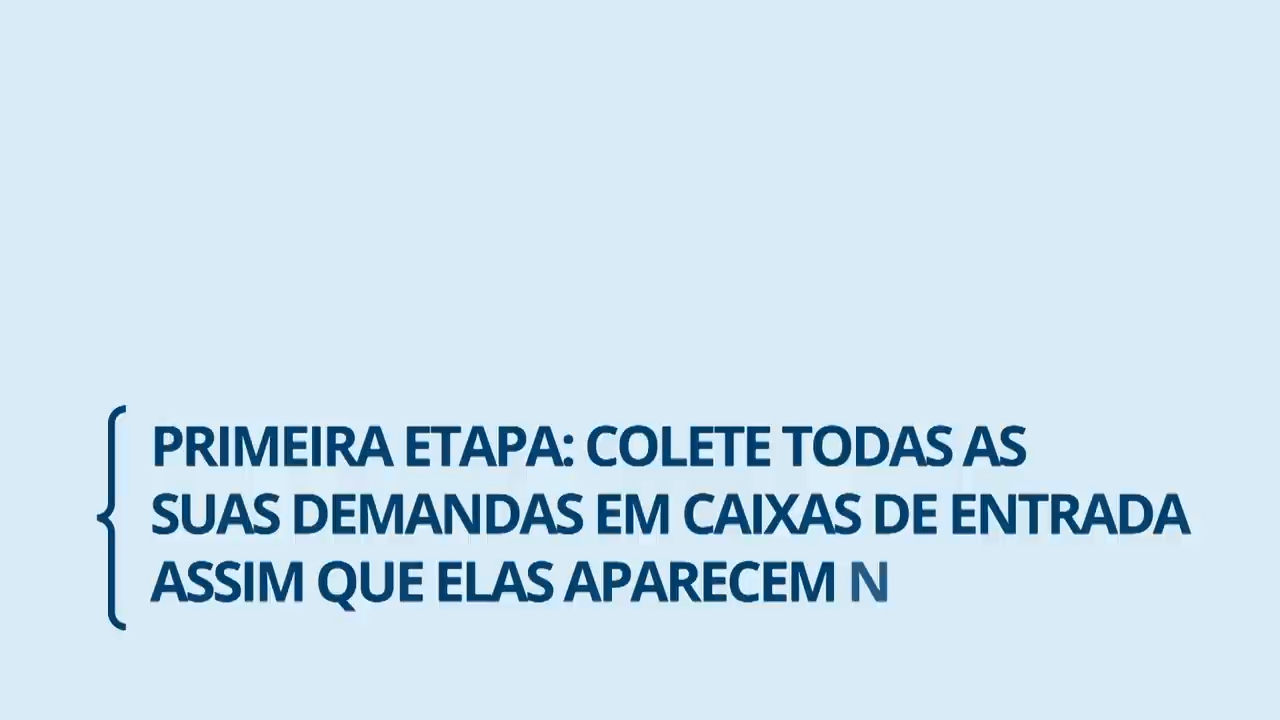 PRIMEIRA ETAPA: COLETE TODAS AS
SUAS DEMANDAS EM CAIXAS DE ENTRADA
ASSIM QUE ELAS APARECEM N